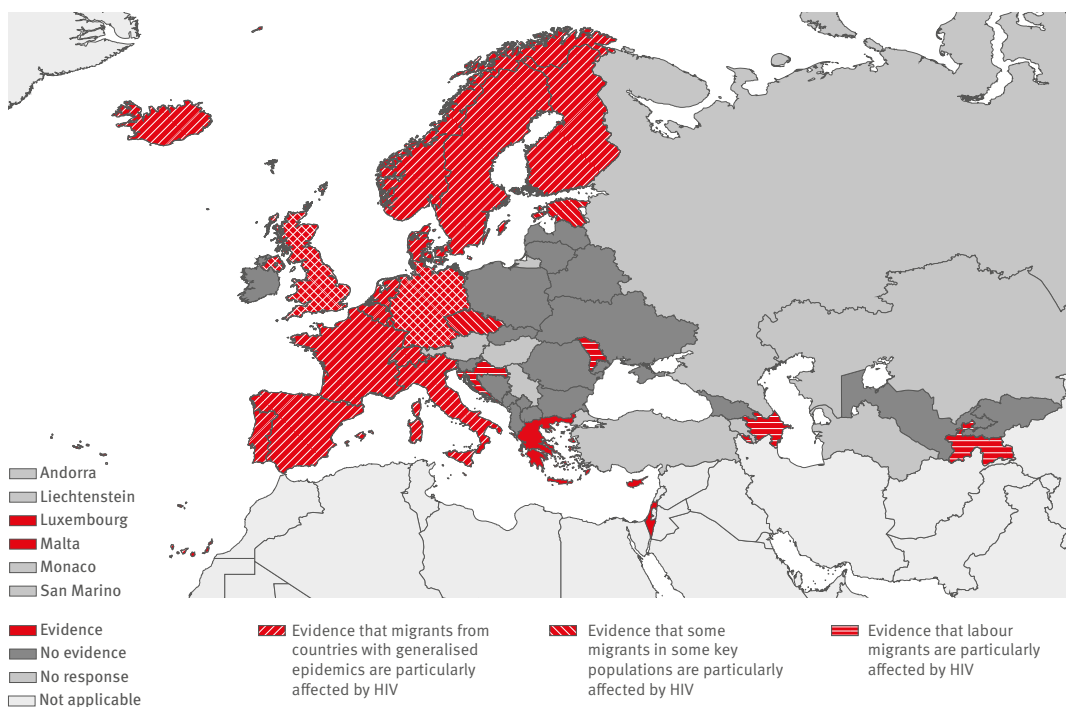 Andorra
Liechtenstein
Luxembourg
Malta
Monaco
San Marino
Evidence
No evidence
No response
Not applicable
Evidence that migrants from
countries with generalised
epidemics are particularly
affected by HIV
Evidence that some
migrants in some key
populations are particularly
affected by HIV
Evidence that labour
migrants are particularly
affected by HIV